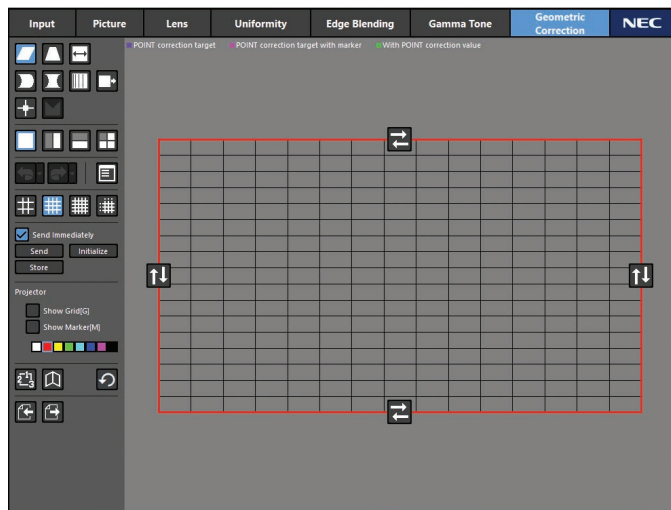 Input Picture Lens Uniformity Edge Blending Gamma Tone Geometric Correction NEC
POINT correction target POINT correction target with marker With POINT correction value
Send Immediately
Send Initialize
Store
Projector
Show Grid[G]
Show Marker[M]